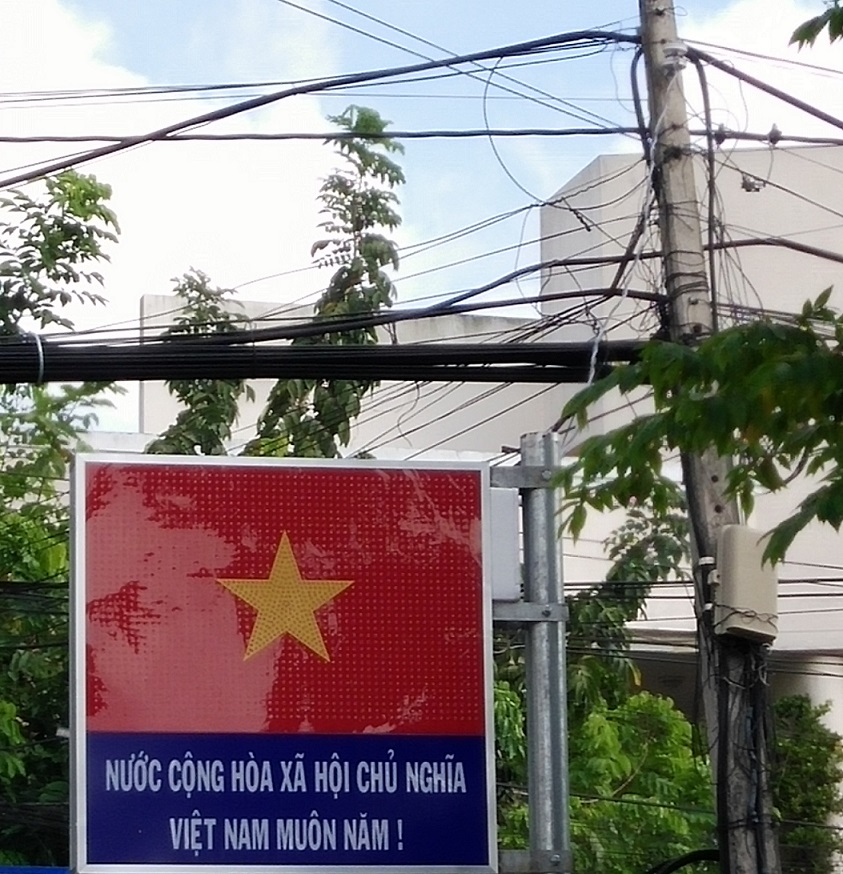 NƯỚC CỘNG HÒA XÃ HỘI CHỦ NGHĨA
VIỆT NAM MUÔN NĂM !